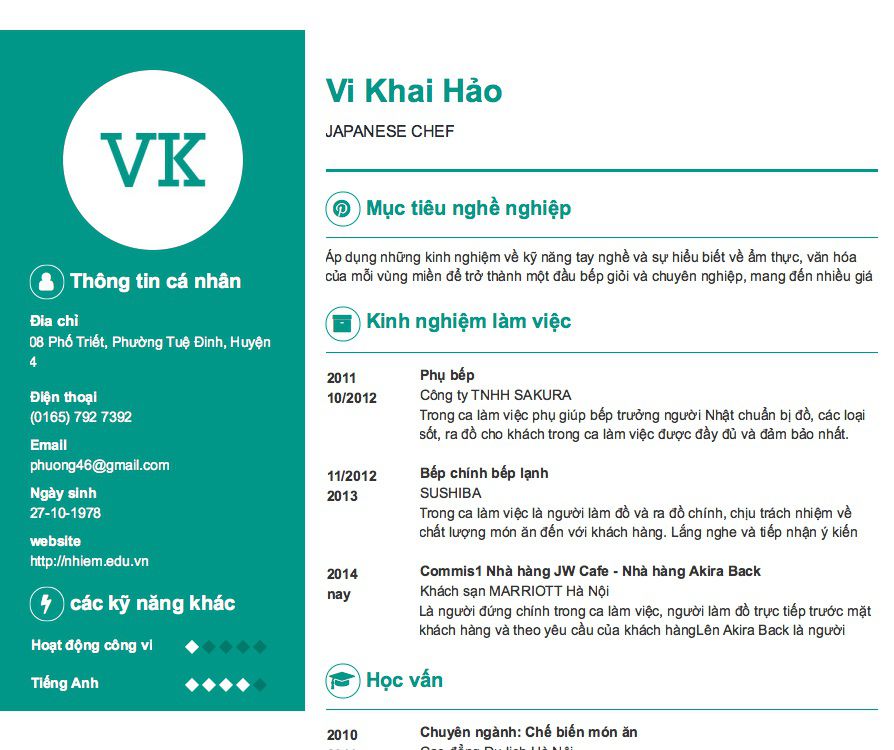 VK
Thông tin cá nhân
Địa chỉ
08 Phố Triết, Phường Tuệ Đinh, Huyện
4
Điện thoại
(0165) 792 7392
Email
phuong46@gmail.com
Ngày sinh
27-10-1978
website
http://nhiem.edu.vn
các kỹ năng khác
Hoạt động công vi
Tiếng Anh
Vi Khai Hảo
JAPANESE CHEF
Mục tiêu nghề nghiệp
Áp dụng những kinh nghiệm về kỹ năng tay nghề và sự hiểu biết về ẩm thực, văn hóa
của mỗi vùng miền để trở thành một đầu bếp giỏi và chuyên nghiệp, mang đến nhiều giá
Kinh nghiệm làm việc
2011
10/2012
Phụ bếp
Công ty TNHH SAKURA
Trong ca làm việc phụ giúp bếp trưởng người Nhật chuẩn bị đồ, các loại
sốt, ra đồ cho khách trong ca làm việc được đầy đủ và đảm bảo nhất.
11/2012
2013
Bếp chính bếp lạnh
SUSHIBA
Trong ca làm việc là người làm đồ và ra đồ chính, chịu trách nhiệm về
chất lượng món ăn đến với khách hàng. Lắng nghe và tiếp nhận ý kiến
2014
nay
Commis1 Nhà hàng JW Cafe - Nhà hàng Akira Back
Khách sạn MARRIOTT Hà Nội
Là người đứng chính trong ca làm việc, người làm đồ trực tiếp trước mặt
khách hàng và theo yêu cầu của khách hàngLên Akira Back là người
Học vấn
2010
Chuyên ngành: Chế biến món ăn